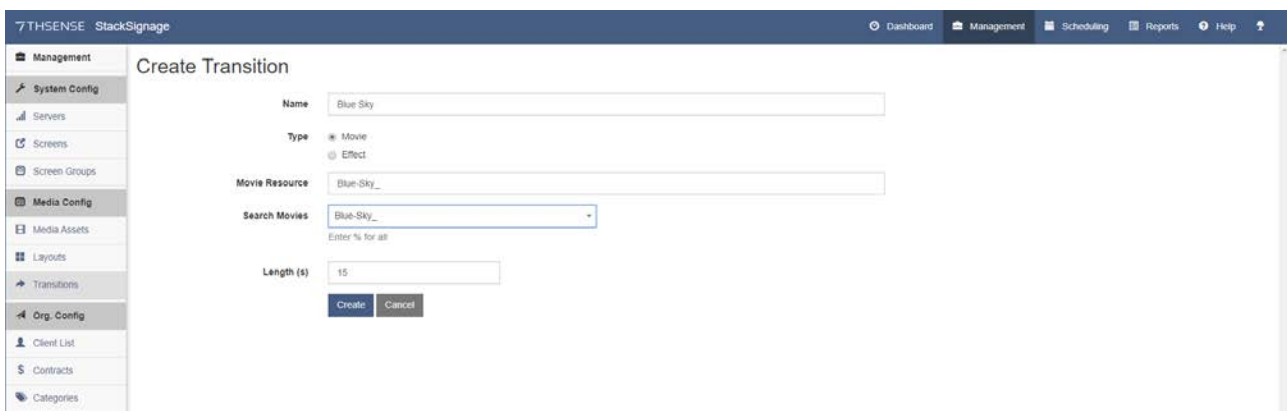 7THSENSE StackSignage
Dashboard Management Scheduling Reports Help
Management
System Config
Servers
Screens
Screen Groups
Media Config
Media Assets
Layouts
Transitions
Org. Config
Client List
Contracts
Categories
Create Transition
Name Blue Sky
Type Movie
Effect
Movie Resource Blue-Sky_
Search Movies Blue-Sky_
Enter % for all
Length (s) 15
Create Cancel